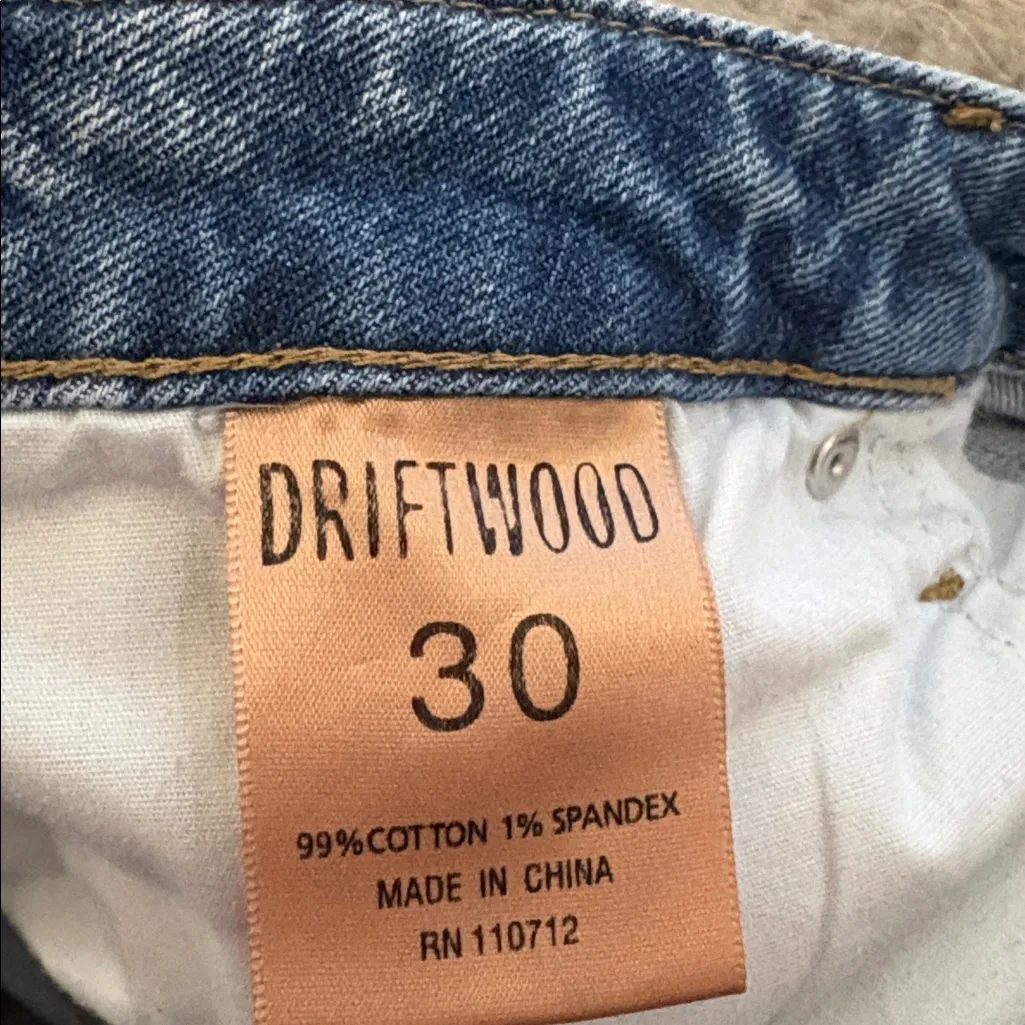 DRIFTWOOD
30
99%COTTON 1% SPANDEX
MADE IN CHINA
RN 110712